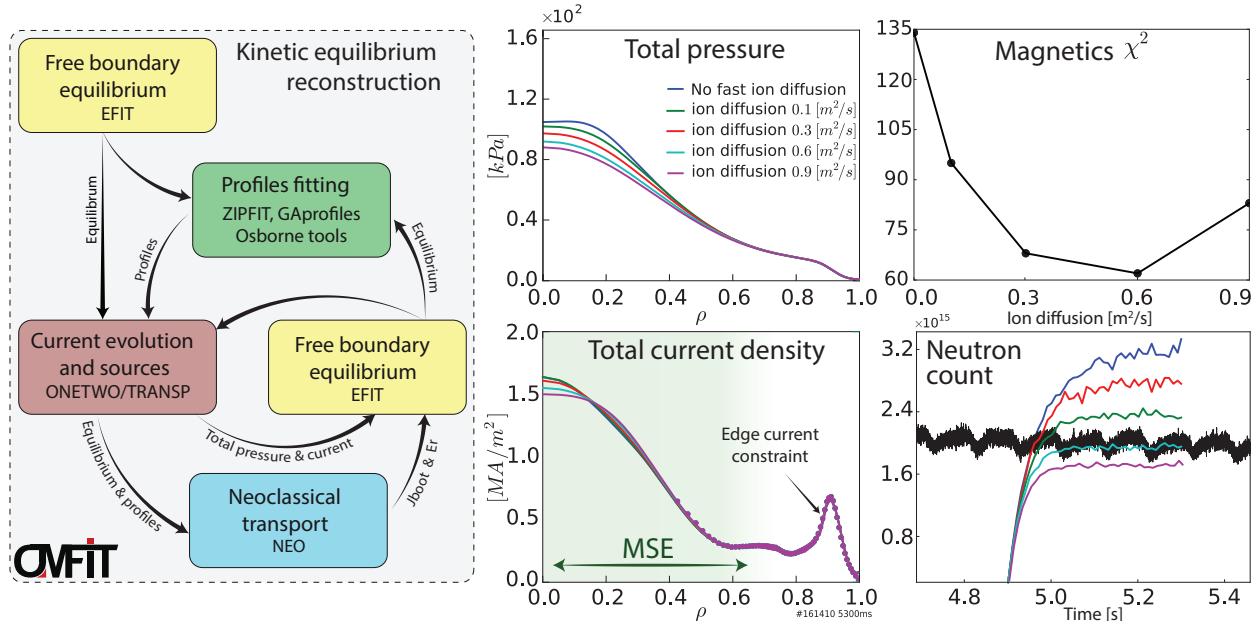 Kinetic equilibrium
reconstruction
Free boundary
equilibrium
EFIT
Equilibrum
Profiles fitting
ZIPFIT, GAprofiles
Osborne tools
Profiles
Equilibrium
Current evolution
and sources
ONETWO/TRANSP
Free boundary
equilibrium
EFIT
Total pressure & current
Equilibrium & profiles
Jboot & Er
Neoclassical
transport
NEO
OMFIT
×10²
Total pressure
1.6
1.2
0.8
0.4
0.0
[kPa]
No fast ion diffusion
ion diffusion 0.1 [m²/s]
ion diffusion 0.3 [m²/s]
ion diffusion 0.6 [m²/s]
ion diffusion 0.9 [m²/s]
0.0 0.2 0.4 0.6 0.8 1.0
ρ
Magnetics χ²
135
120
105
90
75
60
0.0 0.3 0.6 0.9
Ion diffusion [m²/s]
Total current density
2.0
1.5
1.0
0.5
0.0
[MA/m²]
Edge current
constraint
MSE
0.0 0.2 0.4 0.6 0.8 1.0
ρ
#161410 5300ms
×10¹⁵
Neutron
count
3.2
2.4
1.6
0.8
4.8 5.0 5.2 5.4
Time [s]